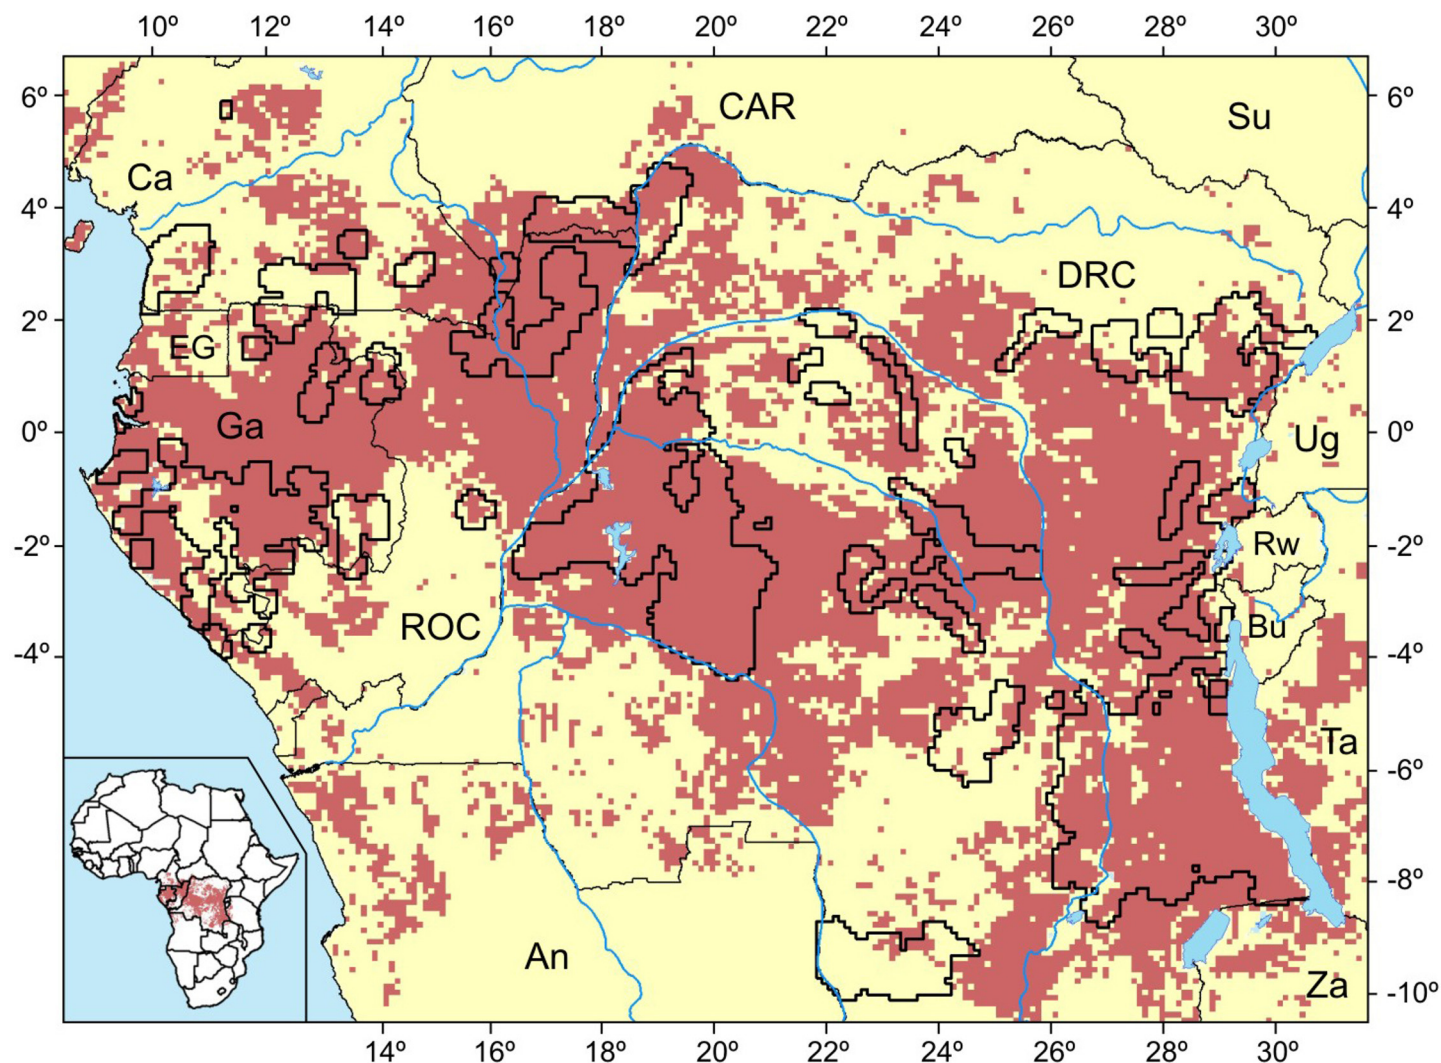 10º 12º 14º 16º 18º 20º 22º 24º 26º 28º 30º
6º CAR Su 6º
Ca
4º 4º
DRC
2º 2º
EG
Ga
0º Ug 0º
-2º Rw -2º
ROC Bu
-4º -4º
Ta
-6º -6º
-8º -8º
An Za
-10º
14º 16º 18º 20º 22º 24º 26º 28º 30º